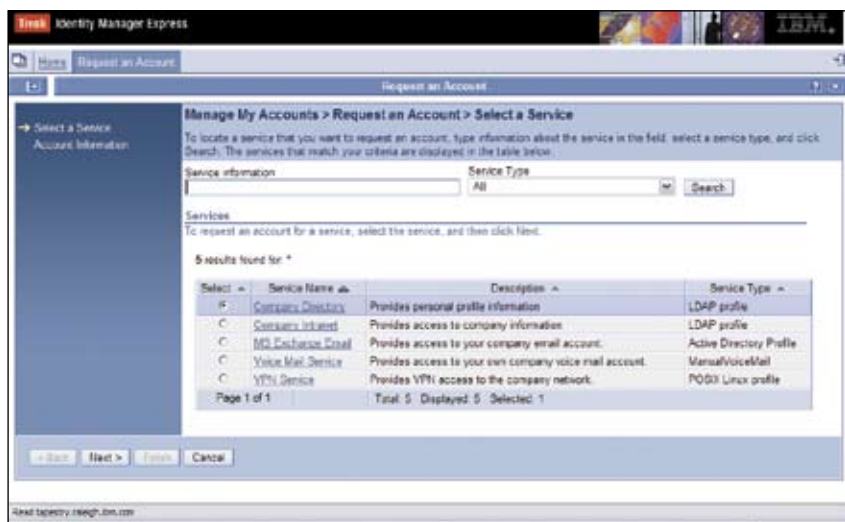 Tivoli Identity Manager Express
IBM.
Home Request an Account
Request an Account
Select a Service
Account Information
Manage My Accounts > Request an Account > Select a Service
To locate a service that you want to request an account, type information about the service in the field, select a service type, and click
Search. The services that match your criteria are displayed in the table below.
Service information
Service Type
All
Search
Services
To request an account for a service, select the service, and then click Next.
5 results found for: *
Select Service Name Description Service Type
Company Directory Provides personal profile information LDAP profile
Company Intranet Provides access to company information LDAP profile
MS Exchange Email Provides access to your company email account. Active Directory Profile
Voice Mail Service Provides access to your own company voice mail account. ManualVoiceMail
VPN Service Provides VPN access to the company network. POSIX Linux profile
Page 1 of 1 Total: 5 Displayed: 5 Selected: 1
< Back Next > Finish Cancel
Read tapestry.raleigh.ibm.com